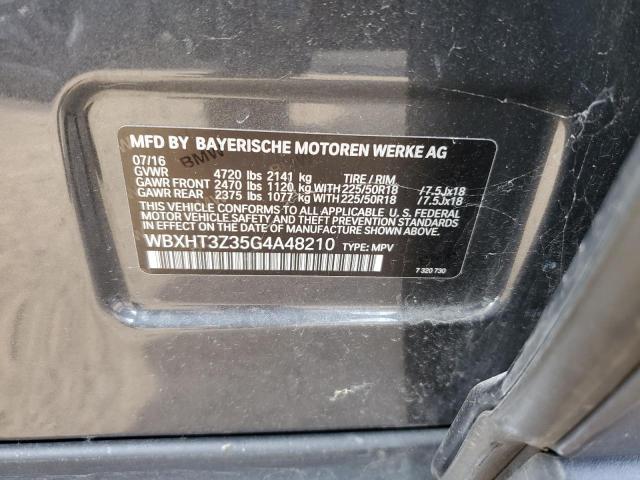 MFD BY BAYERISCHE MOTOREN WERKE AG
07/16
GVWR 4720 lbs 2141 kg TIRE / RIM
GAWR FRONT 2470 lbs 1120 kg WITH 225/50R18 /7.5Jx18
GAWR REAR 2375 lbs 1077 kg WITH 225/50R18 /7.5Jx18
THIS VEHICLE CONFORMS TO ALL APPLICABLE U.S. FEDERAL
MOTOR VEHICLE SAFETY AND THEFT PREVENTION STANDARDS
IN EFFECT ON THE DATE OF MANUFACTURE SHOWN ABOVE.
WBXHT3Z35G4A48210 TYPE: MPV
7 320 730
BMW